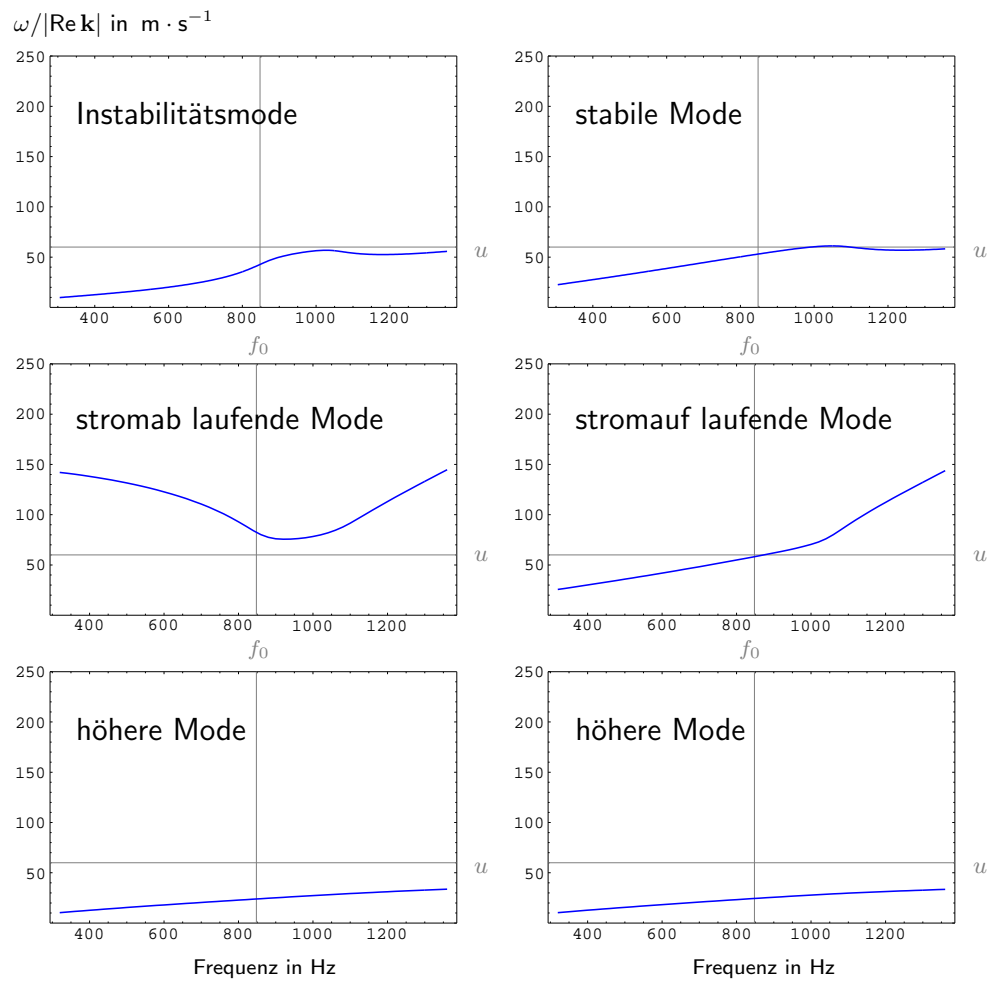 ω/|Re k| in m · s⁻¹
250 250
Instabilitätsmode stabile Mode
200 200
150 150
100 100
u u
50 50
400 600 800 1000 1200 400 600 800 1000 1200
f₀ f₀
250 250
stromab laufende Mode stromauf laufende Mode
200 200
150 150
100 100
u u
50 50
400 600 800 1000 1200 400 600 800 1000 1200
f₀ f₀
250 250
200 200
höhere Mode höhere Mode
150 150
100 100
u u
50 50
400 600 800 1000 1200 400 600 800 1000 1200
Frequenz in Hz Frequenz in Hz